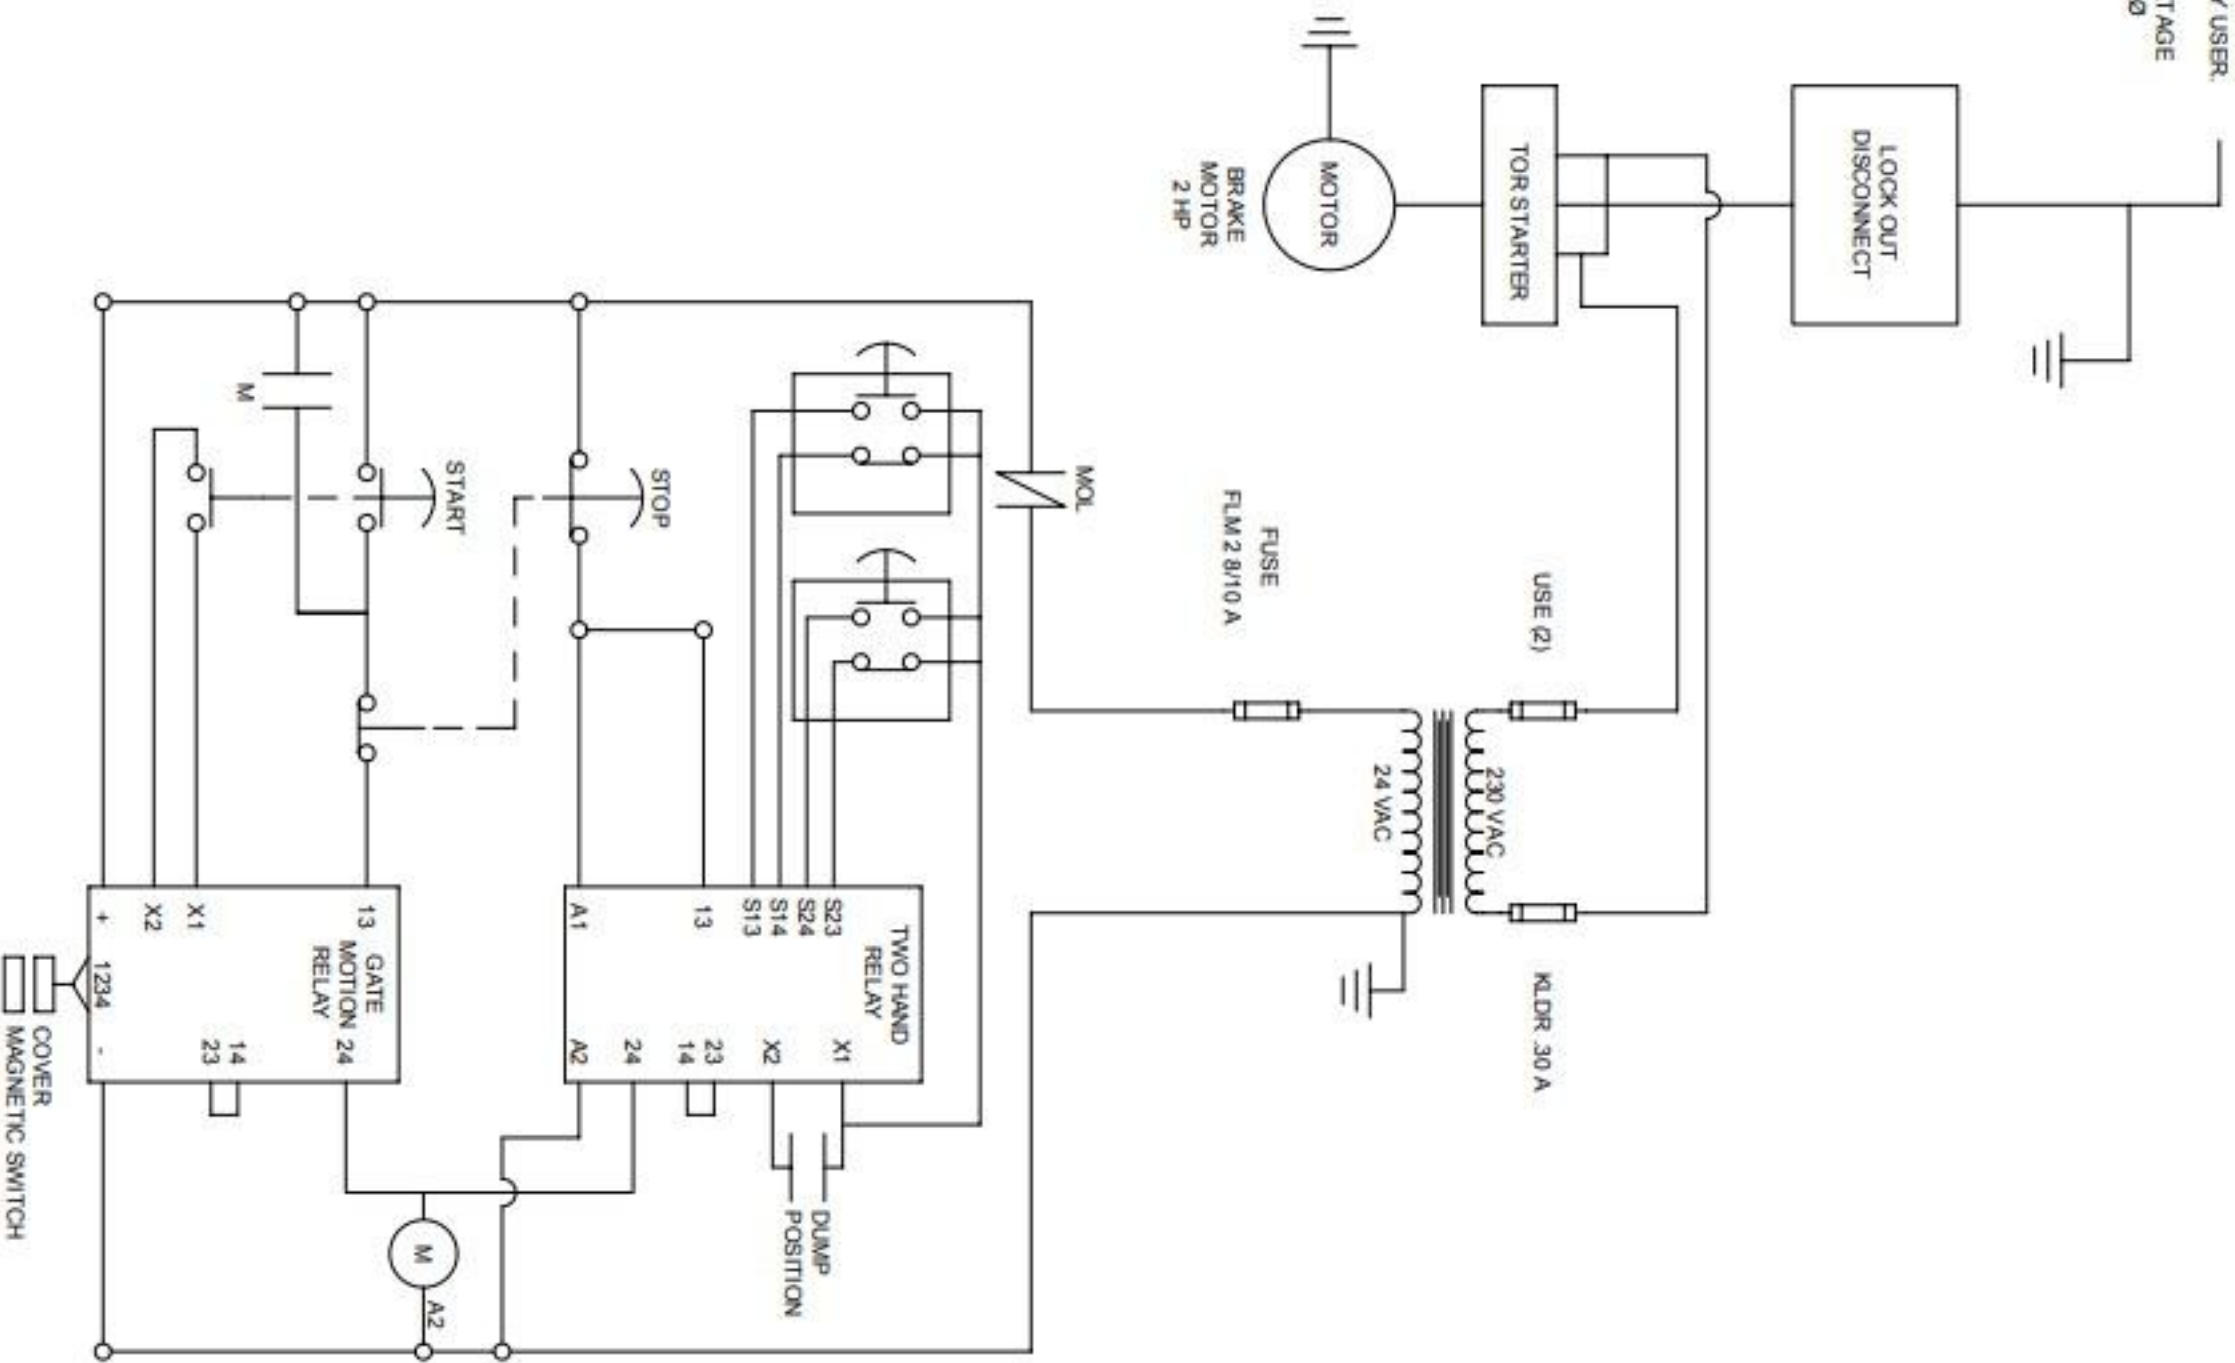 Y USER.
TAGE
Ø
LOCK OUT
DISCONNECT
TOR STARTER
MOTOR
BRAKE
MOTOR
2 HP
USE (2)
KLDR .30 A
230 VAC
24 VAC
FUSE
FLM 2 8/10 A
MOL
STOP
START
M
TWO HAND
RELAY
S23
S24
S14
S13
13
A1
X1
X2
23
14
24
A2
DUMP
POSITION
GATE
MOTION
RELAY
13
X1
X2
+
1234
-
24
14
23
M
A2
COVER
MAGNETIC SWITCH